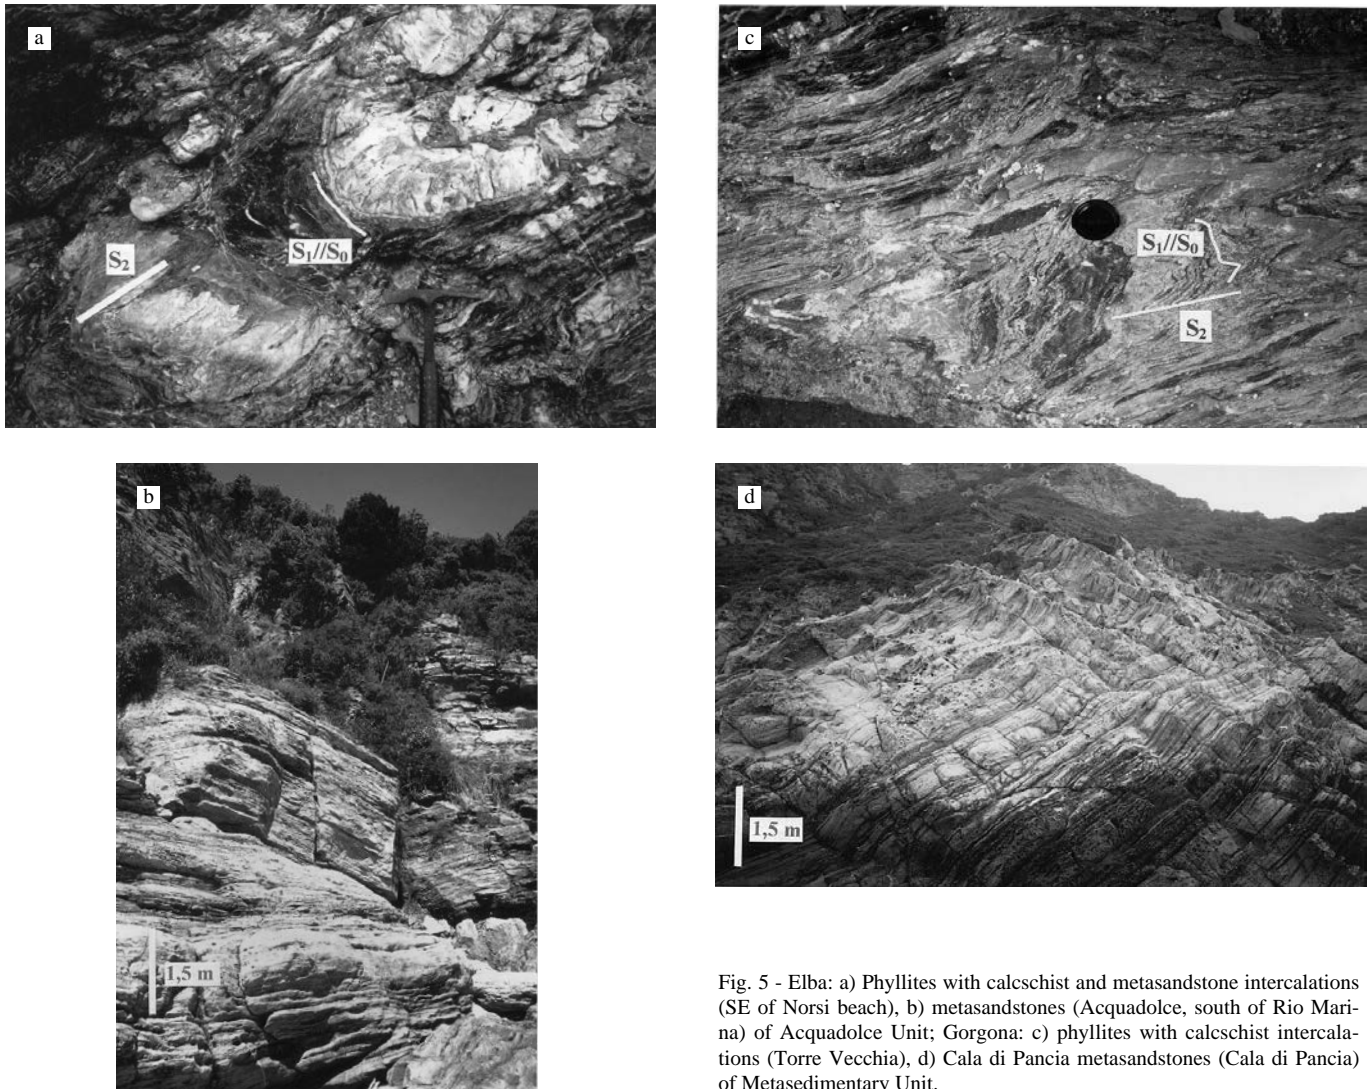 a
S2
S1//S0
c
S1//S0
S2
b
1,5 m
d
1,5 m
Fig. 5 - Elba: a) Phyllites with calcschist and metasandstone intercalations
(SE of Norsi beach), b) metasandstones (Acquadolce, south of Rio Mari-
na) of Acquadolce Unit; Gorgona: c) phyllites with calcschist intercala-
tions (Torre Vecchia), d) Cala di Pancia metasandstones (Cala di Pancia)
of Metasedimentary Unit.